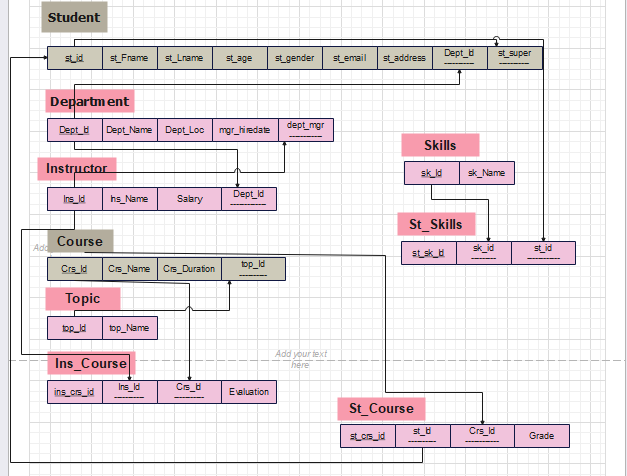 Student
st_id st_Fname st_Lname st_age st_gender st_email st_address Dept_Id st_super
Department
Dept_Id Dept_Name Dept_Loc mgr_hiredate dept_mgr
Skills
sk_Id sk_Name
Instructor
Ins_Id Ins_Name Salary Dept_Id
St_Skills
st_sk_Id sk_id st_id
Add
Course
Crs_Id Crs_Name Crs_Duration top_Id
Topic
top_Id top_Name
Add your text
here
Ins_Course
ins_crs_id Ins_Id Crs_Id Evaluation
St_Course
st_crs_id st_Id Crs_Id Grade